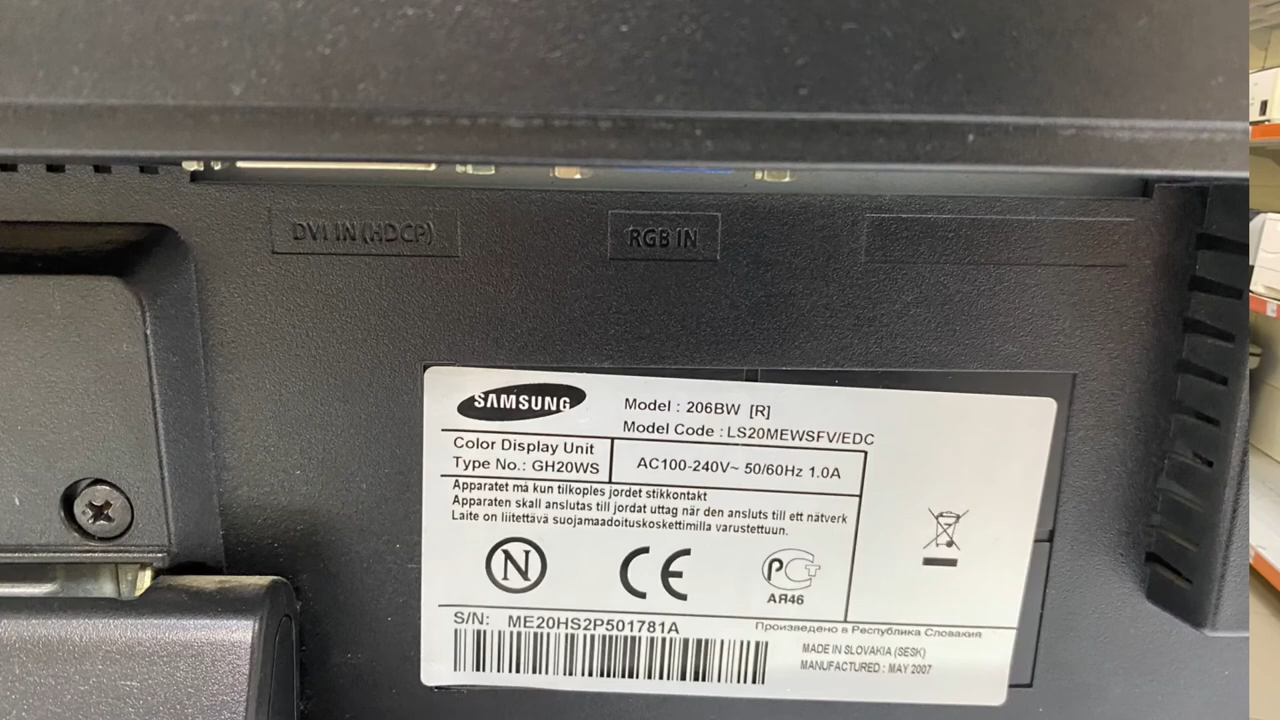 DVI IN (HDCP)
RGB IN
SAMSUNG
Model : 206BW [R]
Model Code : LS20MEWSFV/EDC
Color Display Unit
Type No.: GH20WS
AC100-240V~ 50/60Hz 1.0A
Apparatet må kun tilkoples jordet stikkontakt
Apparaten skall anslutas till jordat uttag när den ansluts till ett nätverk
Laite on liitettävä suojamaadoituskoskettimilla varustettuun.
N
CE
РСТ
АЯ46
S/N: ME20HS2P501781A
Произведено в Республика Словакия
MADE IN SLOVAKIA (SESK)
MANUFACTURED : MAY 2007